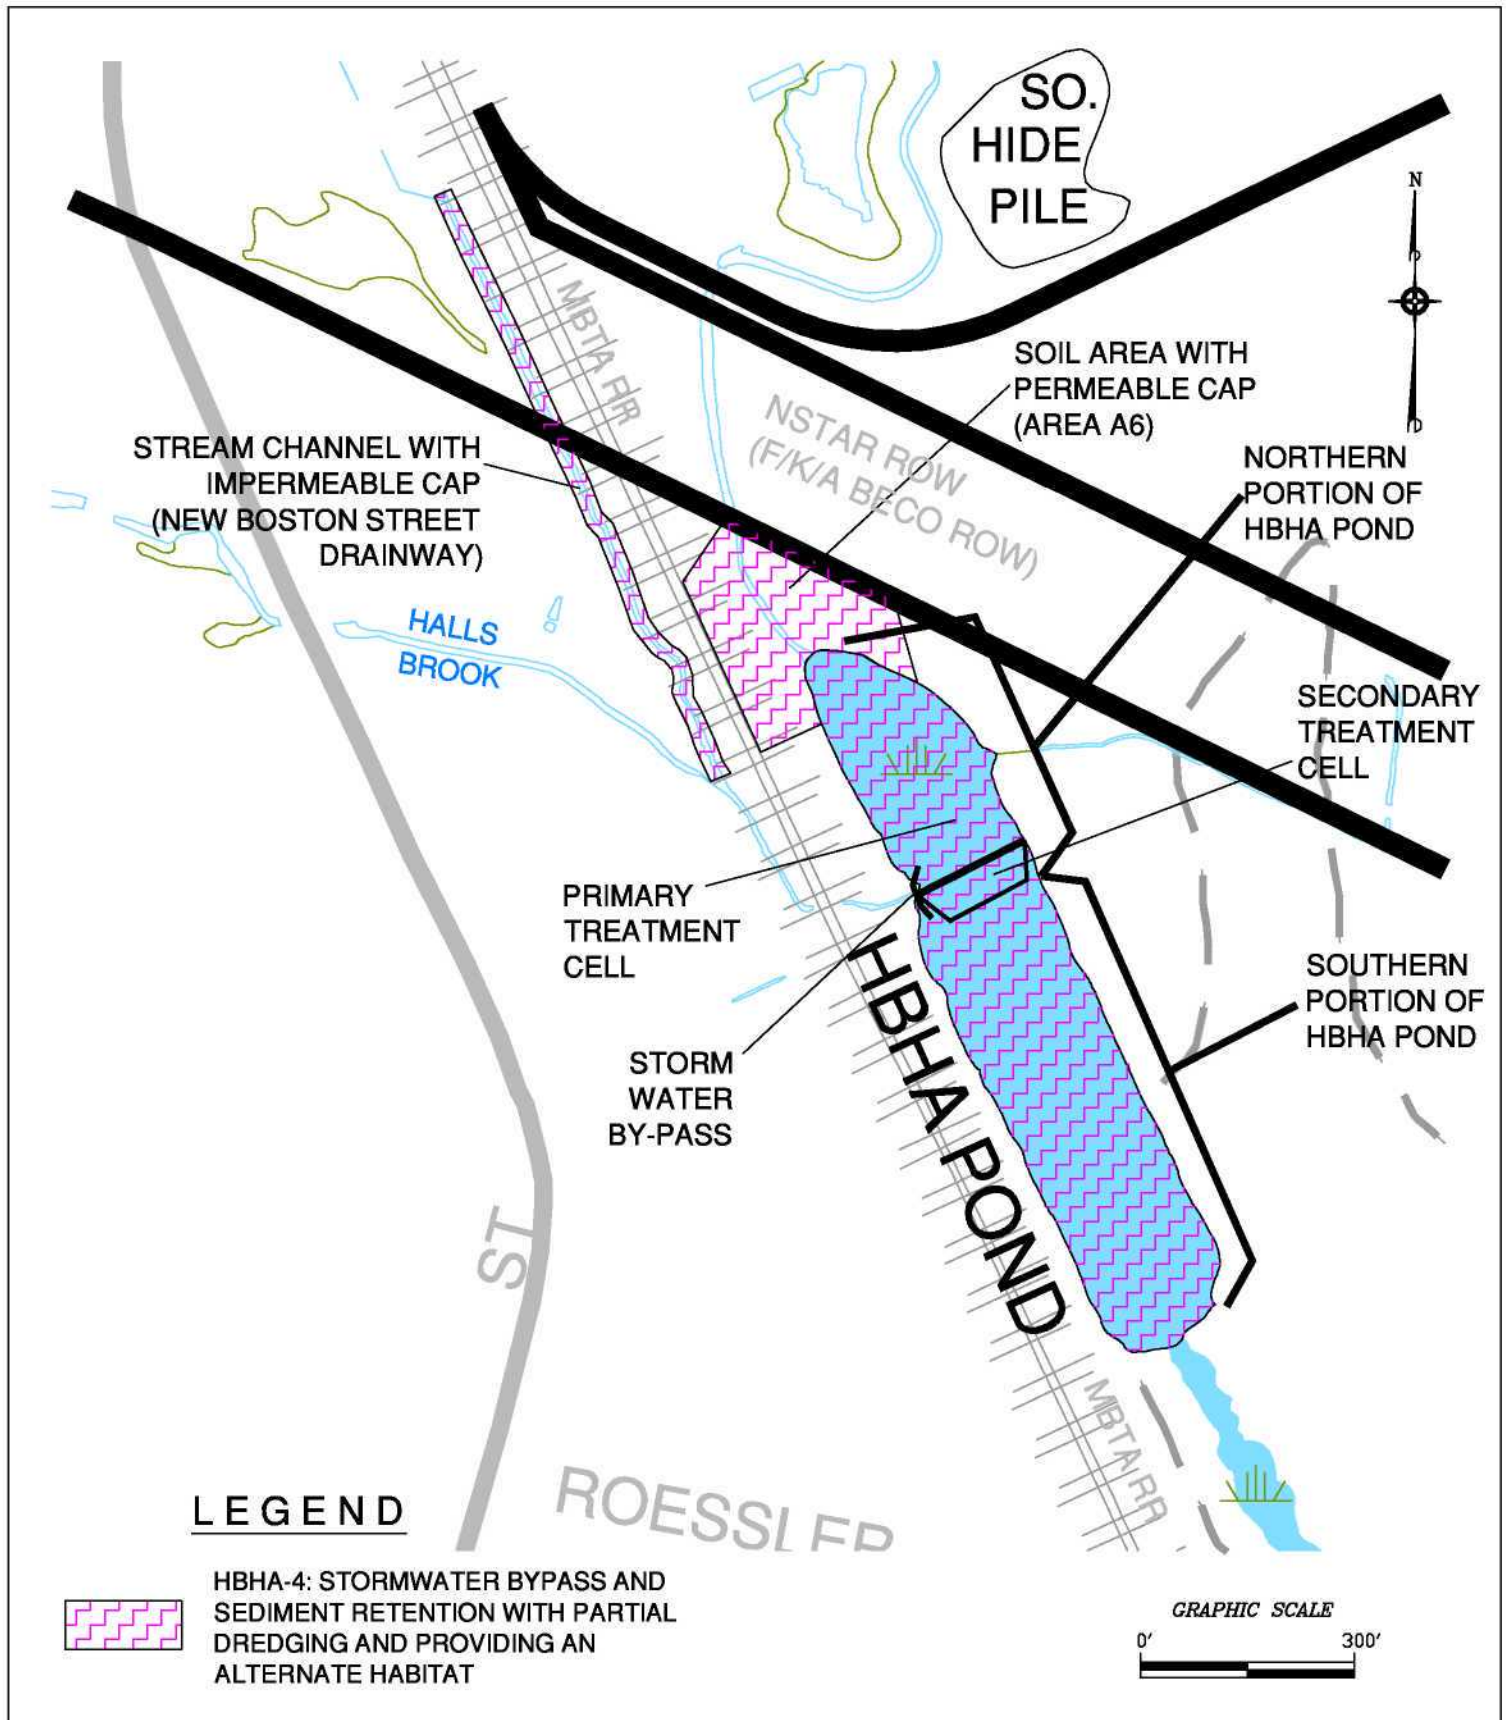 SO.
HIDE
PILE
N
MBTA RR
SOIL AREA WITH
PERMEABLE CAP
(AREA A6)
NSTAR ROW
(F/K/A BECO ROW)
STREAM CHANNEL WITH
IMPERMEABLE CAP
(NEW BOSTON STREET
DRAINWAY)
NORTHERN
PORTION OF
HBHA POND
HALLS
BROOK
SECONDARY
TREATMENT
CELL
PRIMARY
TREATMENT
CELL
SOUTHERN
PORTION OF
HBHA POND
STORM
WATER
BY-PASS
HBHA POND
ST
MBTA RR
ROESSLER
LEGEND
HBHA-4: STORMWATER BYPASS AND
SEDIMENT RETENTION WITH PARTIAL
DREDGING AND PROVIDING AN
ALTERNATE HABITAT
GRAPHIC SCALE
0' 300'